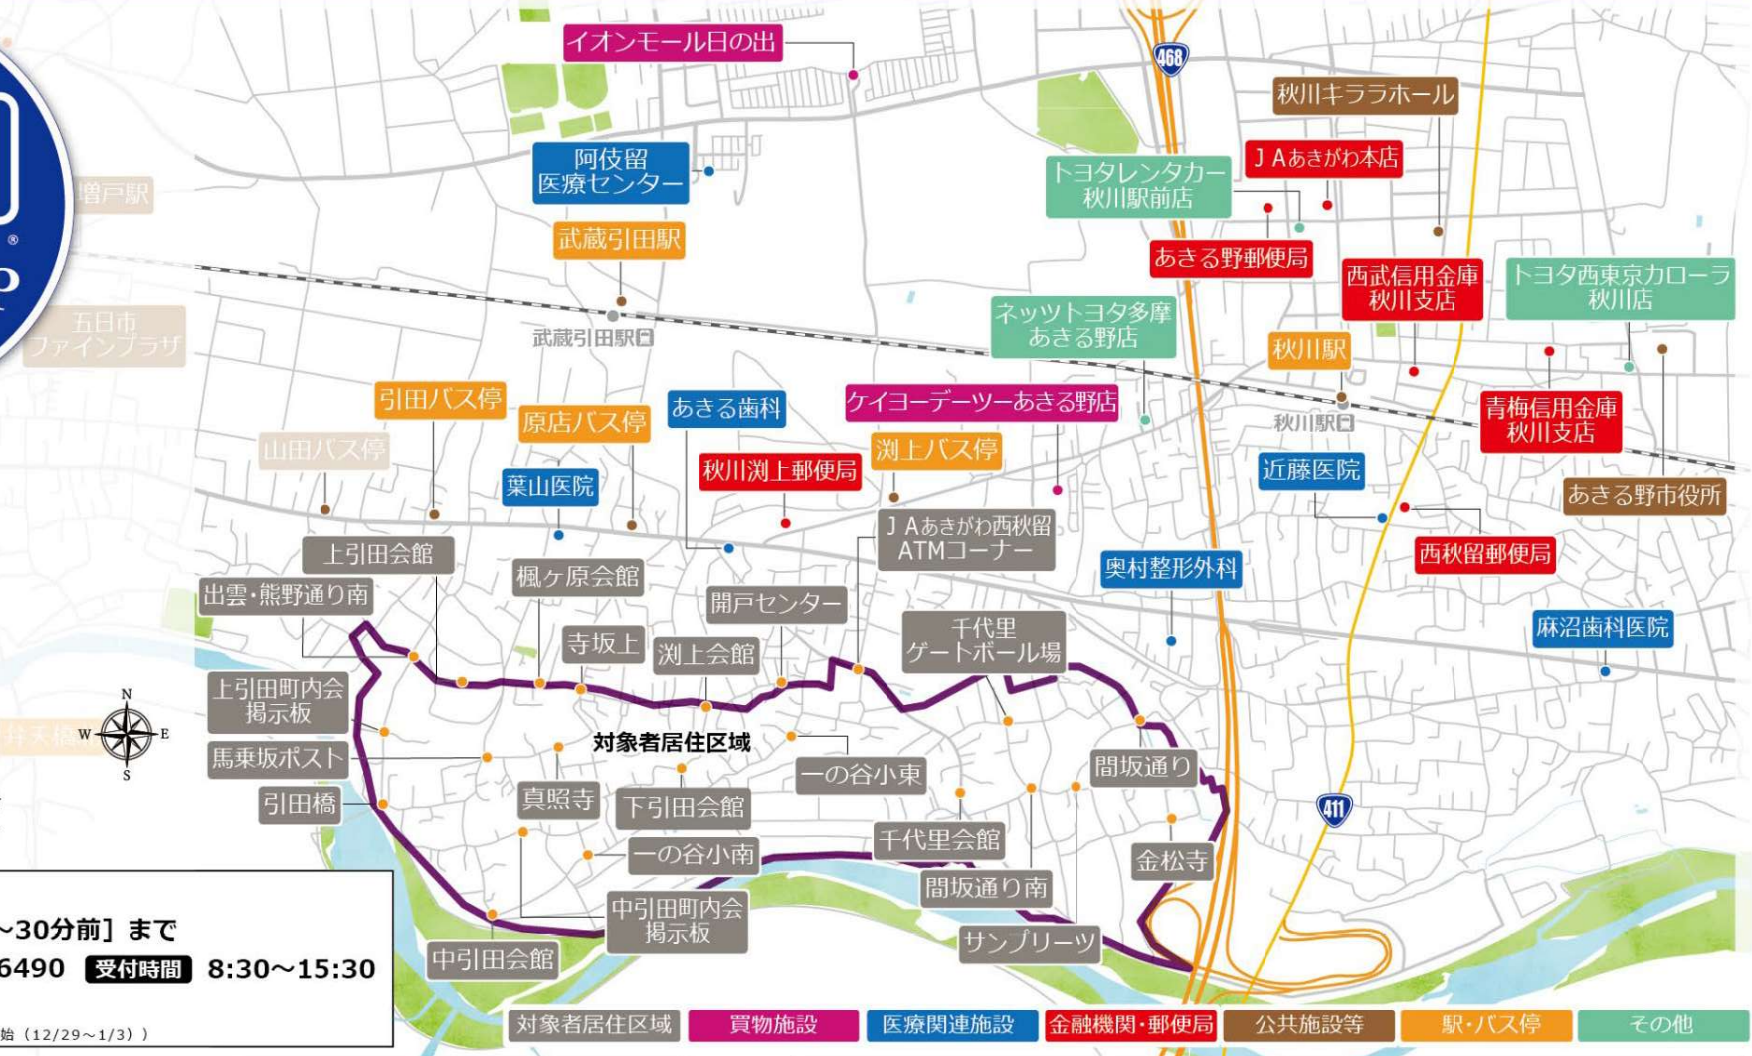 イオンモール日の出
468
秋川キララホール
阿伎留
医療センター
ＪＡあきがわ本店
トヨタレンタカー
秋川駅前店
増戸駅
®
P
武蔵引田駅
あきる野郵便局
西武信用金庫
秋川支店
トヨタ西東京カローラ
秋川店
五日市
ファインプラザ
武蔵引田駅
ネッツトヨタ多摩
あきる野店
秋川駅
引田バス停
原店バス停
あきる歯科
ケイヨーデーツーあきる野店
秋川駅
青梅信用金庫
秋川支店
山田バス停
葉山医院
秋川渕上郵便局
渕上バス停
近藤医院
あきる野市役所
上引田会館
ＪＡあきがわ西秋留
ATMコーナー
西秋留郵便局
出雲・熊野通り南
楓ヶ原会館
開戸センター
奥村整形外科
寺坂上
渕上会館
千代里
ゲートボール場
麻沼歯科医院
上引田町内会
掲示板
N
W
E
S
対象者居住区域
馬乗坂ポスト
一の谷小東
間坂通り
引田橋
真照寺
下引田会館
411
千代里会館
一の谷小南
金松寺
間坂通り南
中引田町内会
掲示板
サンプリーツ
中引田会館
～30分前］まで
6490 受付時間 8:30～15:30
始（12/29～1/3））
対象者居住区域
買物施設
医療関連施設
金融機関・郵便局
公共施設等
駅・バス停
その他